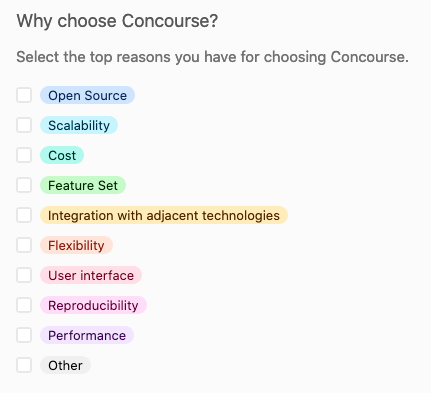 Why choose Concourse?
Select the top reasons you have for choosing Concourse.
Open Source
Scalability
Cost
Feature Set
Integration with adjacent technologies
Flexibility
User interface
Reproducibility
Performance
Other